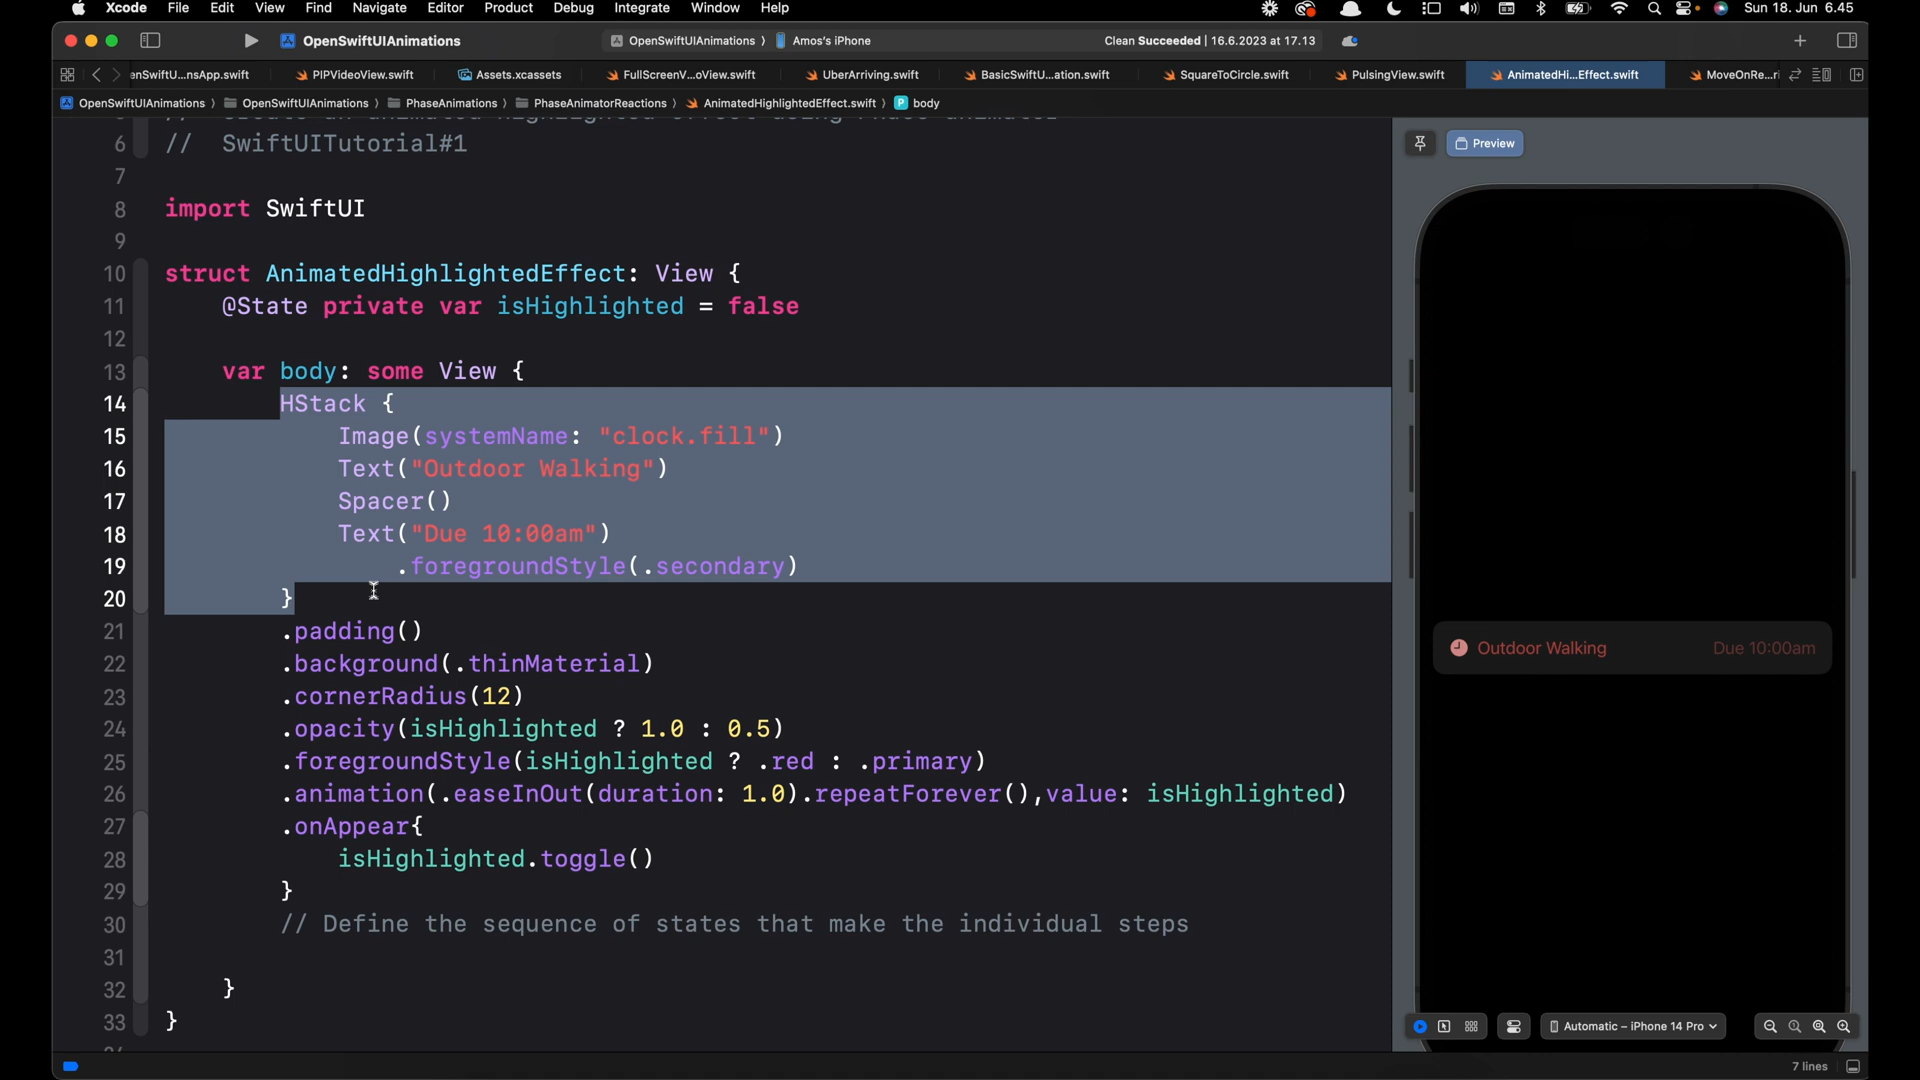 Xcode File Edit View Find Navigate Editor Product Debug Integrate Window Help Sun 18. Jun 6.45
OpenSwiftUIAnimations OpenSwiftUIAnimations 〉 Amos's iPhone Clean Succeeded | 16.6.2023 at 17.13
enSwiftU...nsApp.swift PIPVideoView.swift Assets.xcassets FullScreenV...oView.swift UberArriving.swift BasicSwiftU...ation.swift SquareToCircle.swift PulsingView.swift AnimatedHi...Effect.swift MoveOnRe...ri
OpenSwiftUIAnimations 〉 OpenSwiftUIAnimations 〉 PhaseAnimations 〉 PhaseAnimatorReactions 〉 AnimatedHighlightedEffect.swift 〉 P body
6 // SwiftUITutorial#1
7
8 import SwiftUI
9
10 struct AnimatedHighlightedEffect: View {
11 @State private var isHighlighted = false
12
13 var body: some View {
14 HStack {
15 Image(systemName: "clock.fill")
16 Text("Outdoor Walking")
17 Spacer()
18 Text("Due 10:00am")
19 .foregroundStyle(.secondary)
20 }
21 .padding()
22 .background(.thinMaterial)
23 .cornerRadius(12)
24 .opacity(isHighlighted ? 1.0 : 0.5)
25 .foregroundStyle(isHighlighted ? .red : .primary)
26 .animation(.easeInOut(duration: 1.0).repeatForever(),value: isHighlighted)
27 .onAppear{
28 isHighlighted.toggle()
29 }
30 // Define the sequence of states that make the individual steps
31
32 }
33 }
Preview
Outdoor Walking Due 10:00am
Automatic – iPhone 14 Pro
7 lines